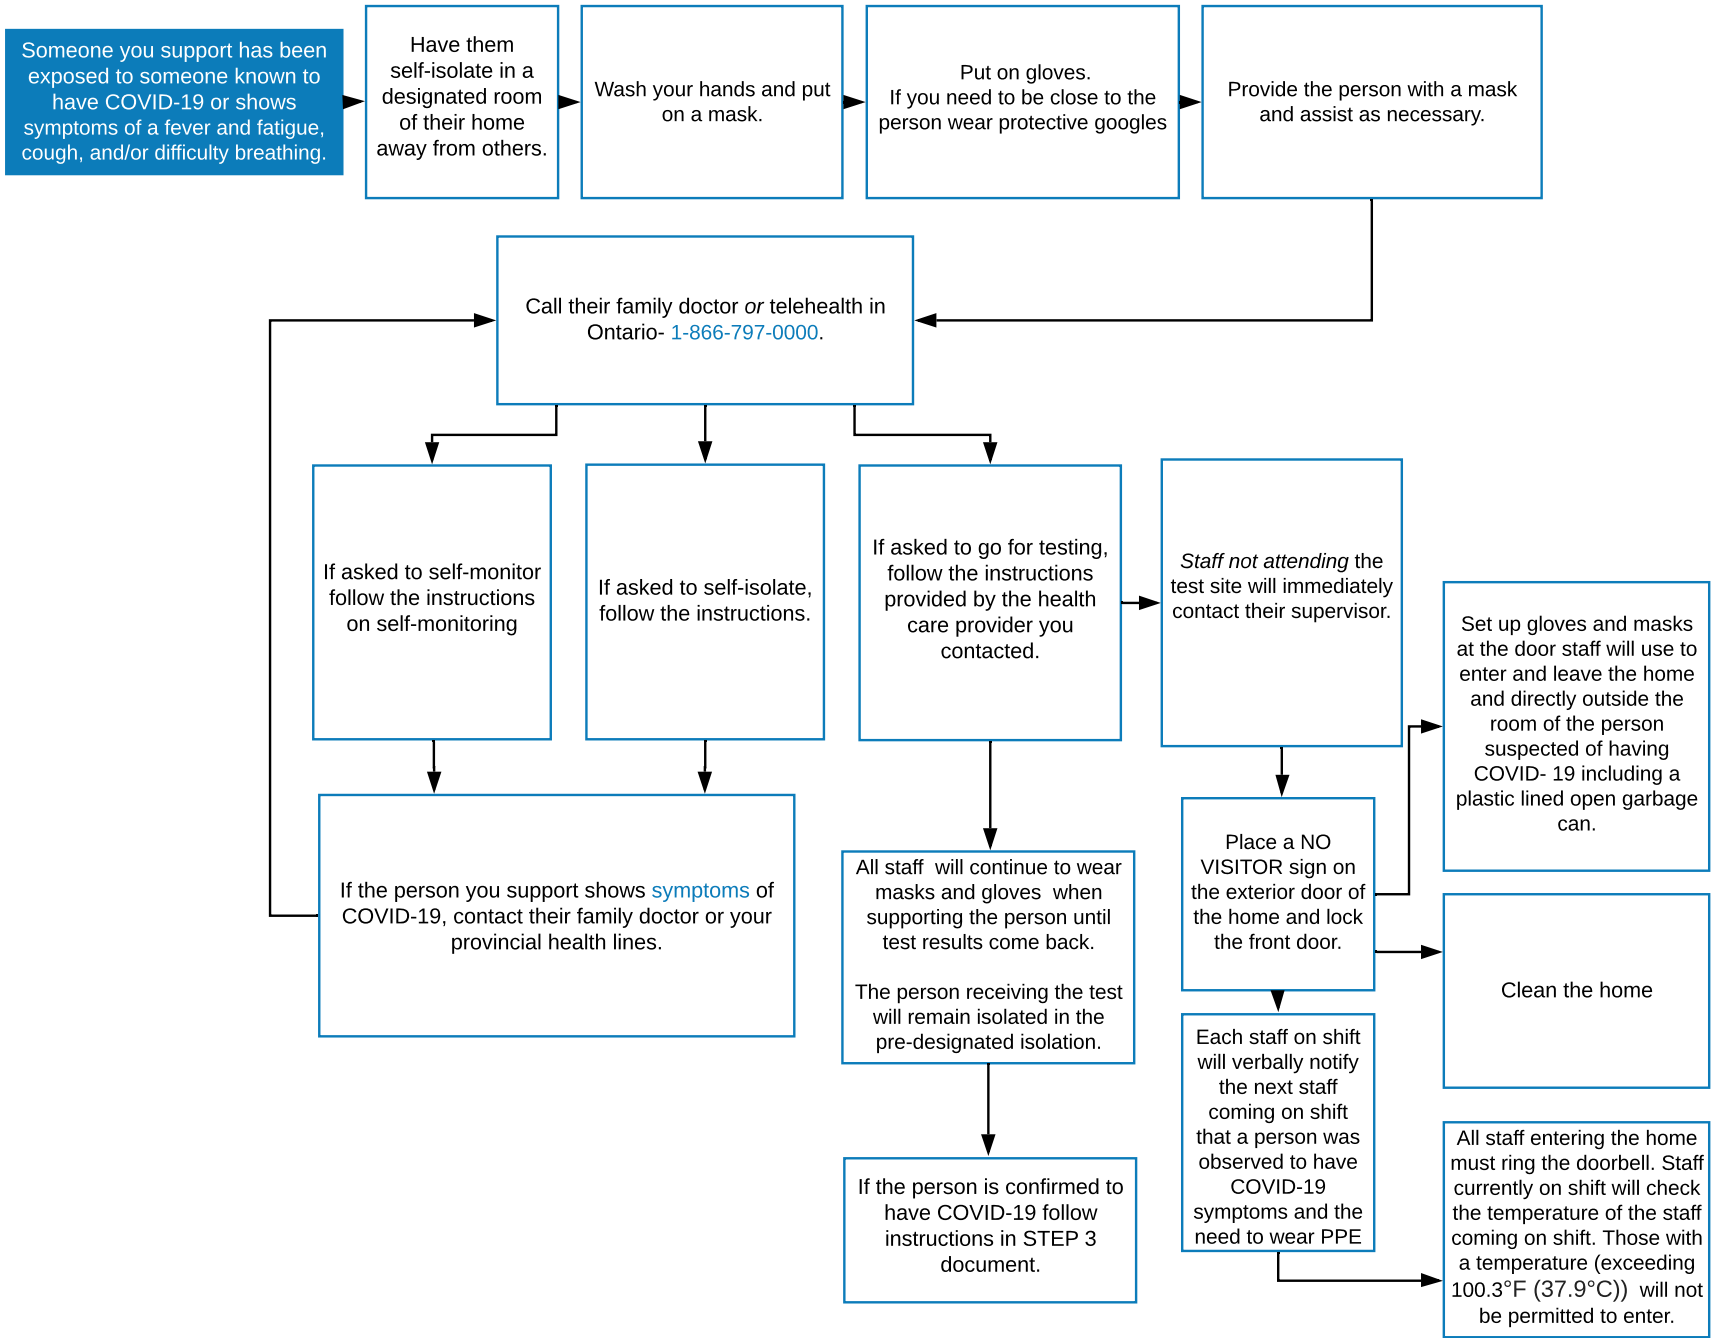 Someone you support has been
exposed to someone known to
have COVID-19 or shows
symptoms of a fever and fatigue,
cough, and/or difficulty breathing.
Have them
self-isolate in a
designated room
of their home
away from others.
Wash your hands and put
on a mask.
Put on gloves.
If you need to be close to the
person wear protective googles
Provide the person with a mask
and assist as necessary.
Call their family doctor or telehealth in
Ontario- 1-866-797-0000.
If asked to self-monitor
follow the instructions
on self-monitoring
If asked to self-isolate,
follow the instructions.
If asked to go for testing,
follow the instructions
provided by the health
care provider you
contacted.
Staff not attending the
test site will immediately
contact their supervisor.
Set up gloves and masks
at the door staff will use to
enter and leave the home
and directly outside the
room of the person
suspected of having
COVID- 19 including a
plastic lined open garbage
can.
If the person you support shows symptoms of
COVID-19, contact their family doctor or your
provincial health lines.
All staff  will continue to wear
masks and gloves  when
supporting the person until
test results come back.
The person receiving the test
will remain isolated in the
pre-designated isolation.
Place a NO
VISITOR sign on
the exterior door of
the home and lock
the front door.
Clean the home
Each staff on shift
will verbally notify
the next staff
coming on shift
that a person was
observed to have
COVID-19
symptoms and the
need to wear PPE
If the person is confirmed to
have COVID-19 follow
instructions in STEP 3
document.
All staff entering the home
must ring the doorbell. Staff
currently on shift will check
the temperature of the staff
coming on shift. Those with
a temperature (exceeding
100.3°F (37.9°C))  will not
be permitted to enter.